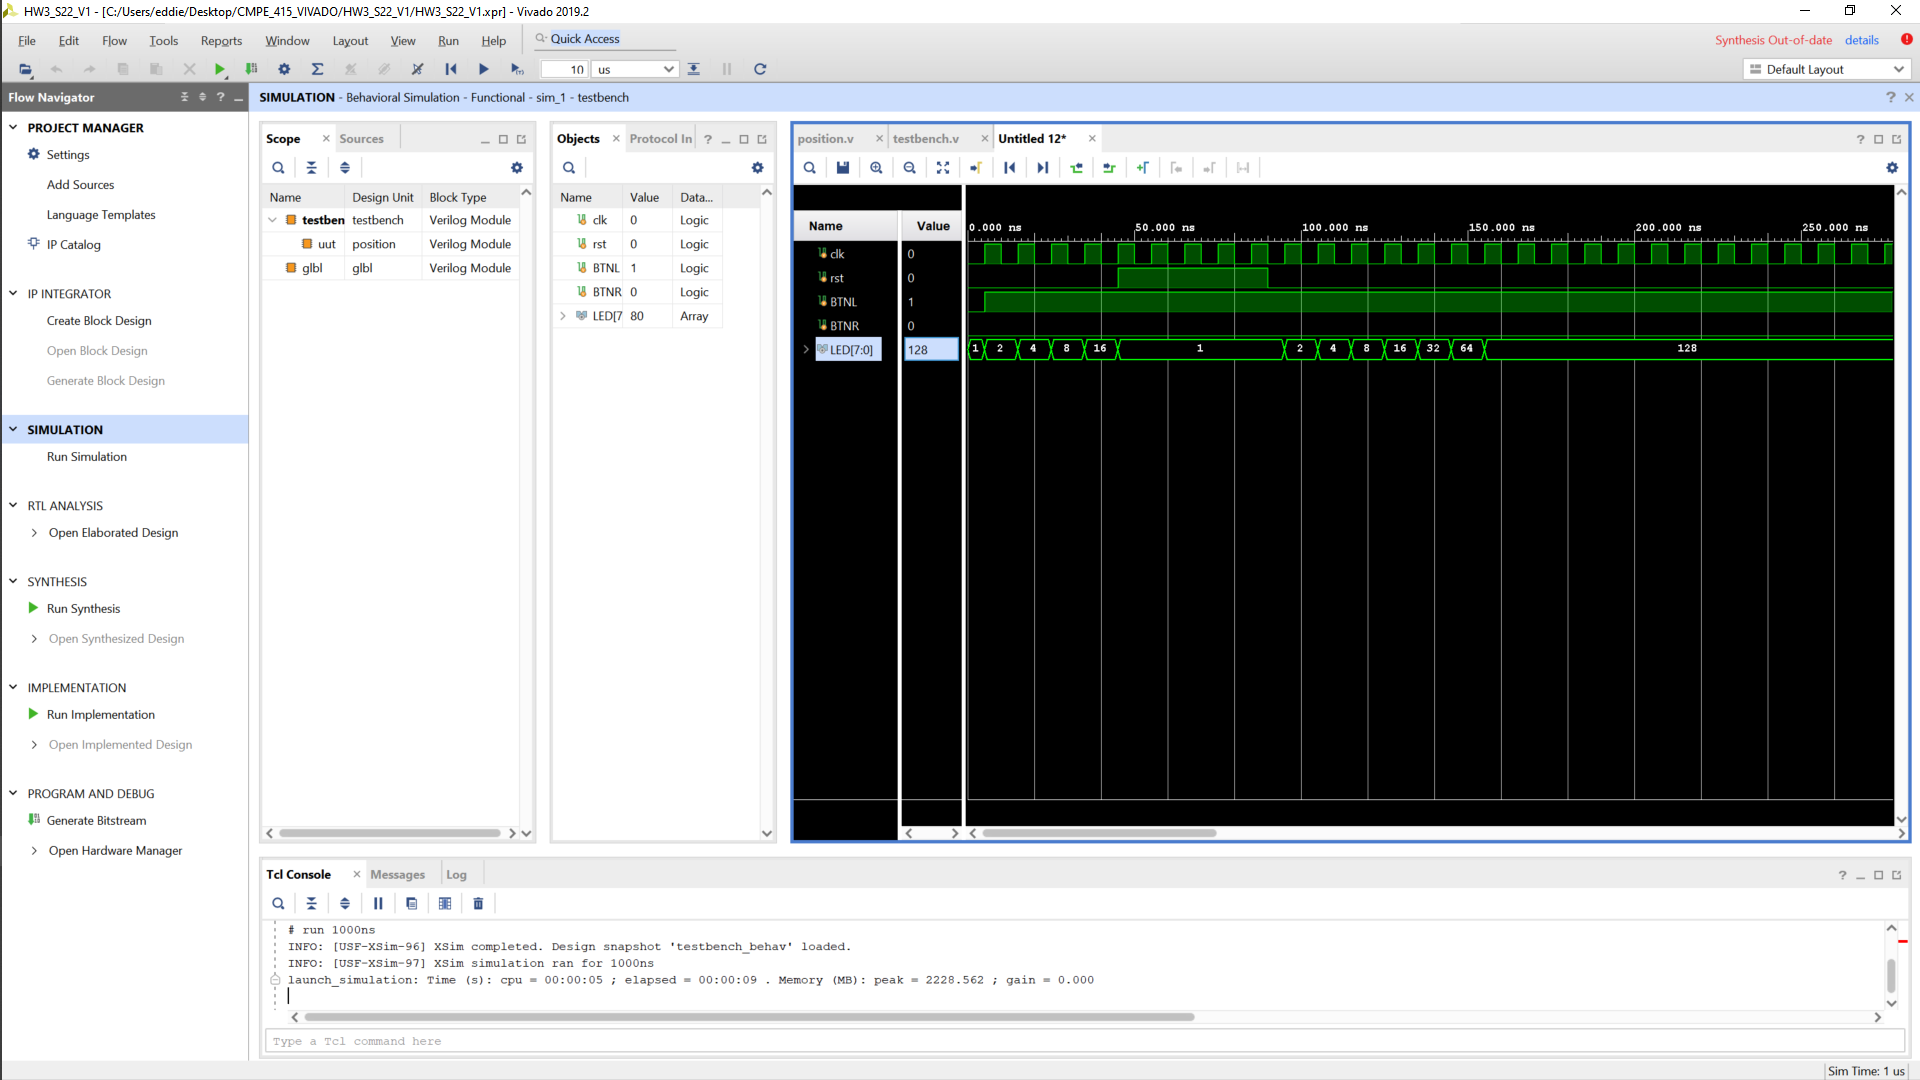 HW3_S22_V1 - [C:/Users/eddie/Desktop/CMPE_415_VIVADO/HW3_S22_V1/HW3_S22_V1.xpr] - Vivado 2019.2
File Edit Flow Tools Reports Window Layout View Run Help Quick Access
Synthesis Out-of-date details
10 us
Default Layout
Flow Navigator
PROJECT MANAGER
Settings
Add Sources
Language Templates
IP Catalog
IP INTEGRATOR
Create Block Design
Open Block Design
Generate Block Design
SIMULATION
Run Simulation
RTL ANALYSIS
Open Elaborated Design
SYNTHESIS
Run Synthesis
Open Synthesized Design
IMPLEMENTATION
Run Implementation
Open Implemented Design
PROGRAM AND DEBUG
Generate Bitstream
Open Hardware Manager
SIMULATION - Behavioral Simulation - Functional - sim_1 - testbench
Scope Sources
Name Design Unit Block Type
testben testbench Verilog Module
uut position Verilog Module
glbl glbl Verilog Module
Objects Protocol In
Name Value Data...
clk 0 Logic
rst 0 Logic
BTNL 1 Logic
BTNR 0 Logic
LED[7 80 Array
position.v testbench.v Untitled 12*
Name Value
0.000 ns 50.000 ns 100.000 ns 150.000 ns 200.000 ns 250.000 ns
clk 0
rst 0
BTNL 1
BTNR 0
LED[7:0] 128 1 2 4 8 16 1 2 4 8 16 32 64 128
Tcl Console Messages Log
# run 1000ns
INFO: [USF-XSim-96] XSim completed. Design snapshot 'testbench_behav' loaded.
INFO: [USF-XSim-97] XSim simulation ran for 1000ns
launch_simulation: Time (s): cpu = 00:00:05 ; elapsed = 00:00:09 . Memory (MB): peak = 2228.562 ; gain = 0.000
Type a Tcl command here
Sim Time: 1 us